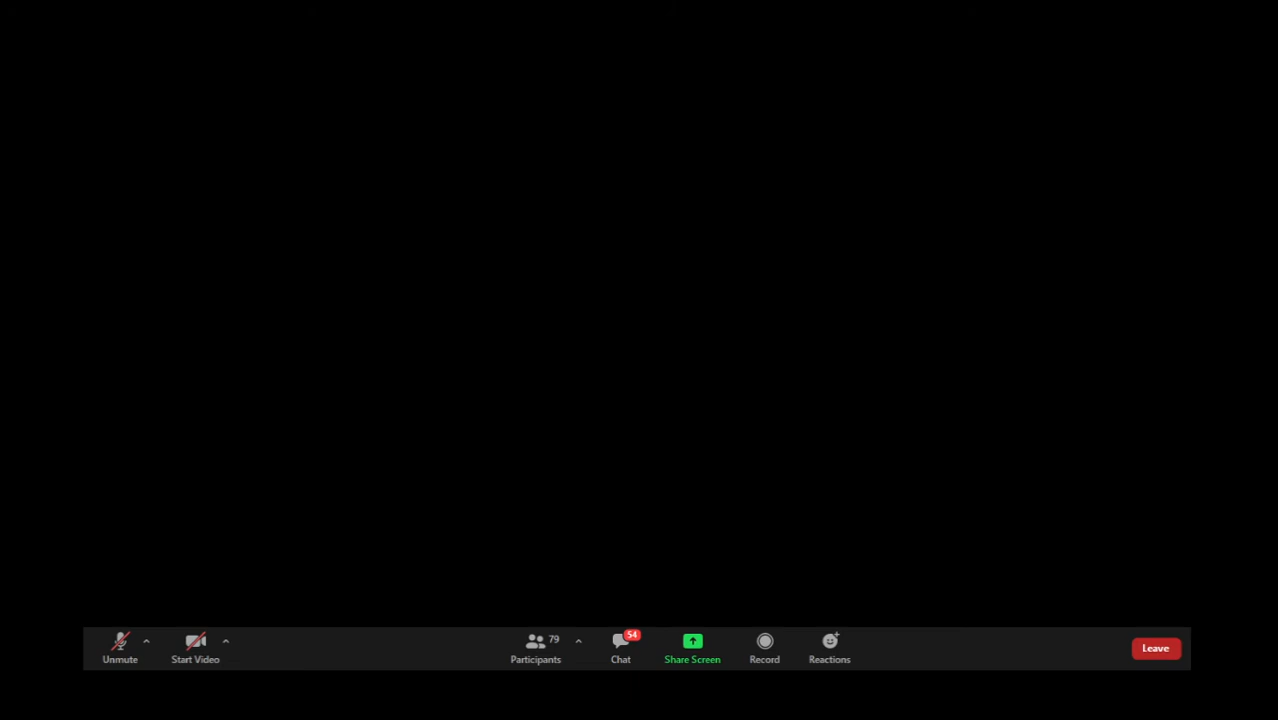 79
54
Unmute
Start Video
Participants
Chat
Share Screen
Record
Reactions
Leave